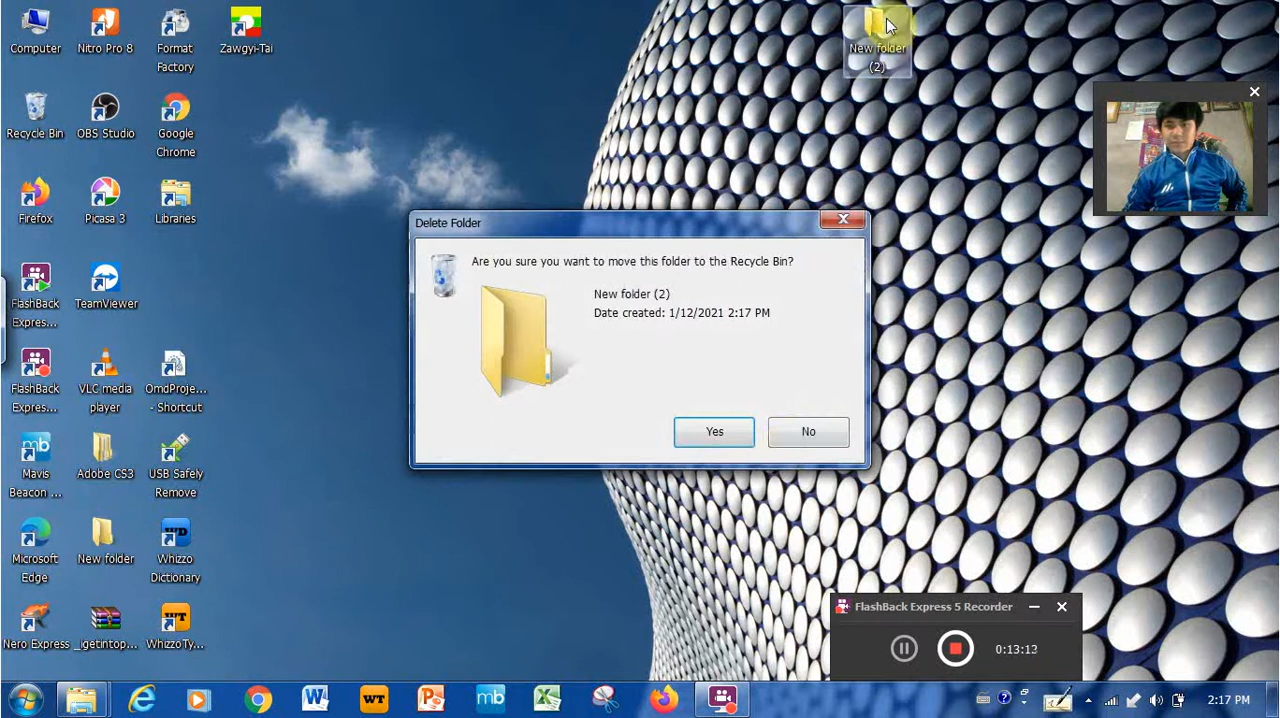 Computer
Nitro Pro 8
Format
Factory
Zawgyi-Tai
New folder
(2)
Recycle Bin
OBS Studio
Google
Chrome
Firefox
Picasa 3
Libraries
Delete Folder
Are you sure you want to move this folder to the Recycle Bin?
New folder (2)
Date created: 1/12/2021 2:17 PM
Yes
No
FlashBack
Expres...
TeamViewer
FlashBack
Expres...
VLC media
player
OmdProje...
- Shortcut
Mavis
Beacon ...
Adobe CS3
USB Safely
Remove
Microsoft
Edge
New folder
Whizzo
Dictionary
Nero Express
_igetintop...
WhizzoTy...
FlashBack Express 5 Recorder
0:13:13
2:17 PM